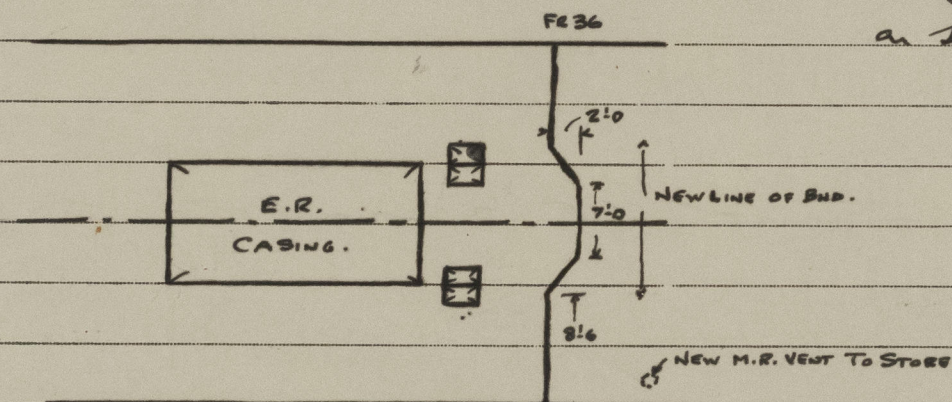 FR 36
2'-0
NEW LINE OF BHD.
E.R.
7'-0
CASING.
8'-6
NEW M.R. VENT TO STORE